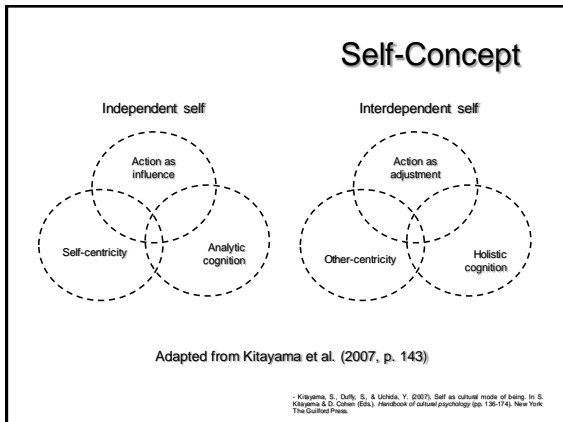 Self-Concept
Independent self
Interdependent self
Action as
influence
Self-centricity
Analytic
cognition
Action as
adjustment
Other-centricity
Holistic
cognition
Adapted from Kitayama et al. (2007, p. 143)
- Kitayama, S., Duffy, S., & Uchida, Y. (2007). Self as cultural mode of being. In S.
Kitayama & D. Cohen (Eds.). Handbook of cultural psychology (pp. 136-174). New York:
The Guilford Press.